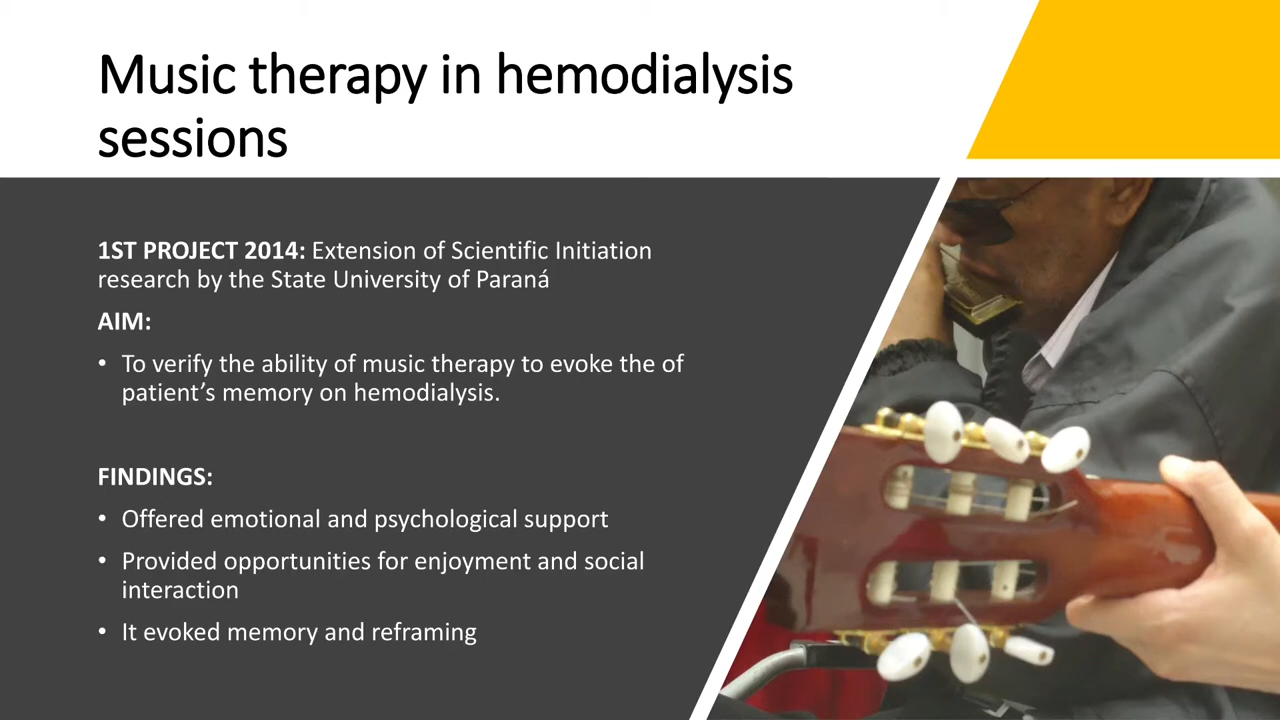 Music therapy in hemodialysis
sessions
1ST PROJECT 2014: Extension of Scientific Initiation
research by the State University of Paraná
AIM:
• To verify the ability of music therapy to evoke the of
patient’s memory on hemodialysis.
FINDINGS:
• Offered emotional and psychological support
• Provided opportunities for enjoyment and social
interaction
• It evoked memory and reframing